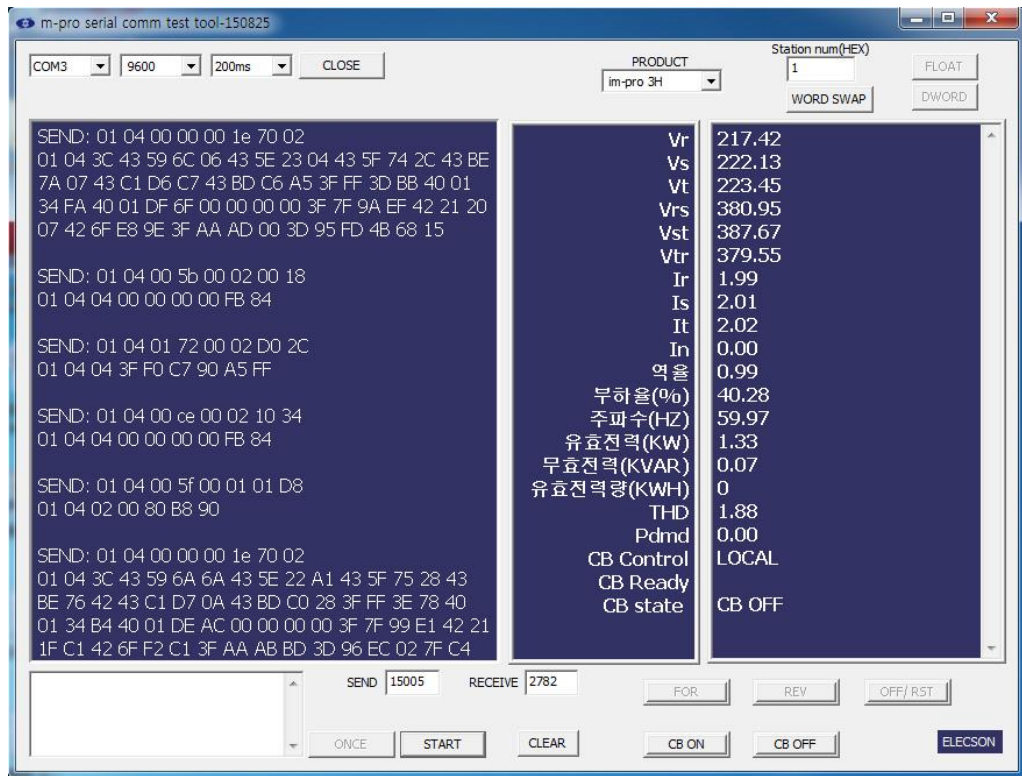 m-pro serial comm test tool-150825
COM3 9600 200ms CLOSE
PRODUCT
im-pro 3H
Station num(HEX)
1
WORD SWAP
FLOAT
DWORD
SEND: 01 04 00 00 00 1e 70 02
01 04 3C 43 59 6C 06 43 5E 23 04 43 5F 74 2C 43 BE
7A 07 43 C1 D6 C7 43 BD C6 A5 3F FF 3D BB 40 01
34 FA 40 01 DF 6F 00 00 00 00 3F 7F 9A EF 42 21 20
07 42 6F E8 9E 3F AA AD 00 3D 95 FD 4B 68 15
SEND: 01 04 00 5b 00 02 00 18
01 04 04 00 00 00 00 FB 84
SEND: 01 04 01 72 00 02 D0 2C
01 04 04 3F F0 C7 90 A5 FF
SEND: 01 04 00 ce 00 02 10 34
01 04 04 00 00 00 00 FB 84
SEND: 01 04 00 5f 00 01 01 D8
01 04 02 00 80 B8 90
SEND: 01 04 00 00 00 1e 70 02
01 04 3C 43 59 6A 6A 43 5E 22 A1 43 5F 75 28 43
BE 76 42 43 C1 D7 0A 43 BD C0 28 3F FF 3E 78 40
01 34 B4 40 01 DE AC 00 00 00 00 3F 7F 99 E1 42 21
1F C1 42 6F F2 C1 3F AA AB BD 3D 96 EC 02 7F C4
Vr 217.42
Vs 222.13
Vt 223.45
Vrs 380.95
Vst 387.67
Vtr 379.55
Ir 1.99
Is 2.01
It 2.02
In 0.00
역율 0.99
부하율(%) 40.28
주파수(HZ) 59.97
유효전력(KW) 1.33
무효전력(KVAR) 0.07
유효전력량(KWH) 0
THD 1.88
Pdmd 0.00
CB Control LOCAL
CB Ready
CB state CB OFF
SEND 15005 RECEIVE 2782
FOR REV OFF/RST
ONCE START CLEAR CB ON CB OFF ELECSON